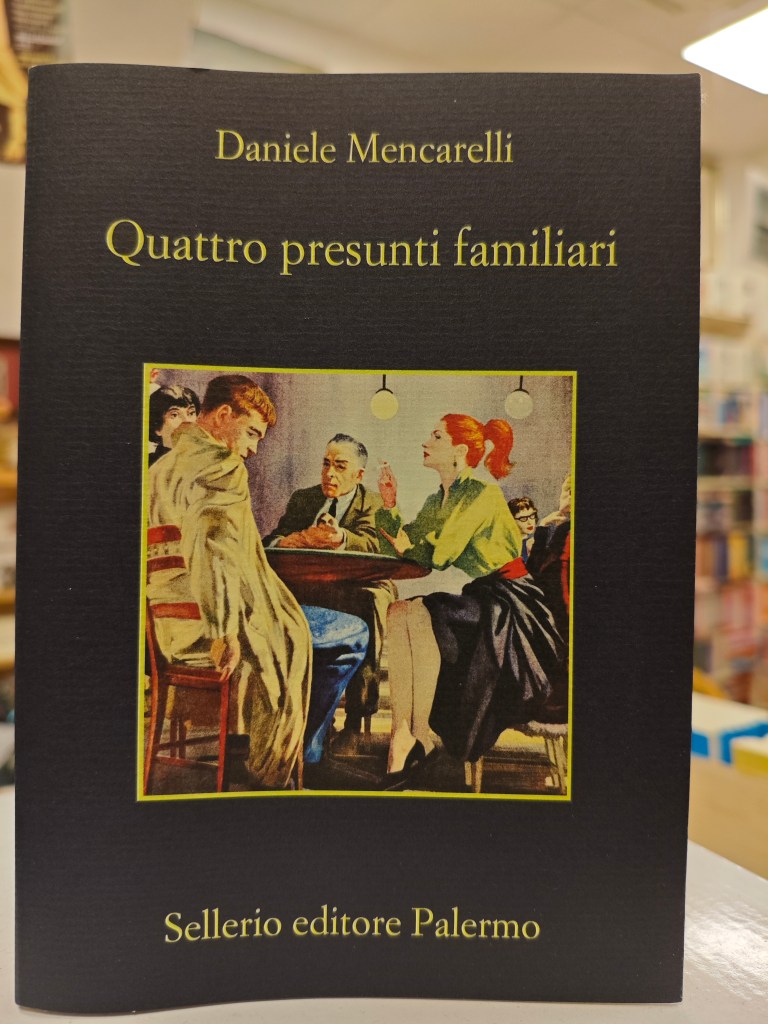 Daniele Mencarelli
Quattro presunti familiari
Sellerio editore Palermo